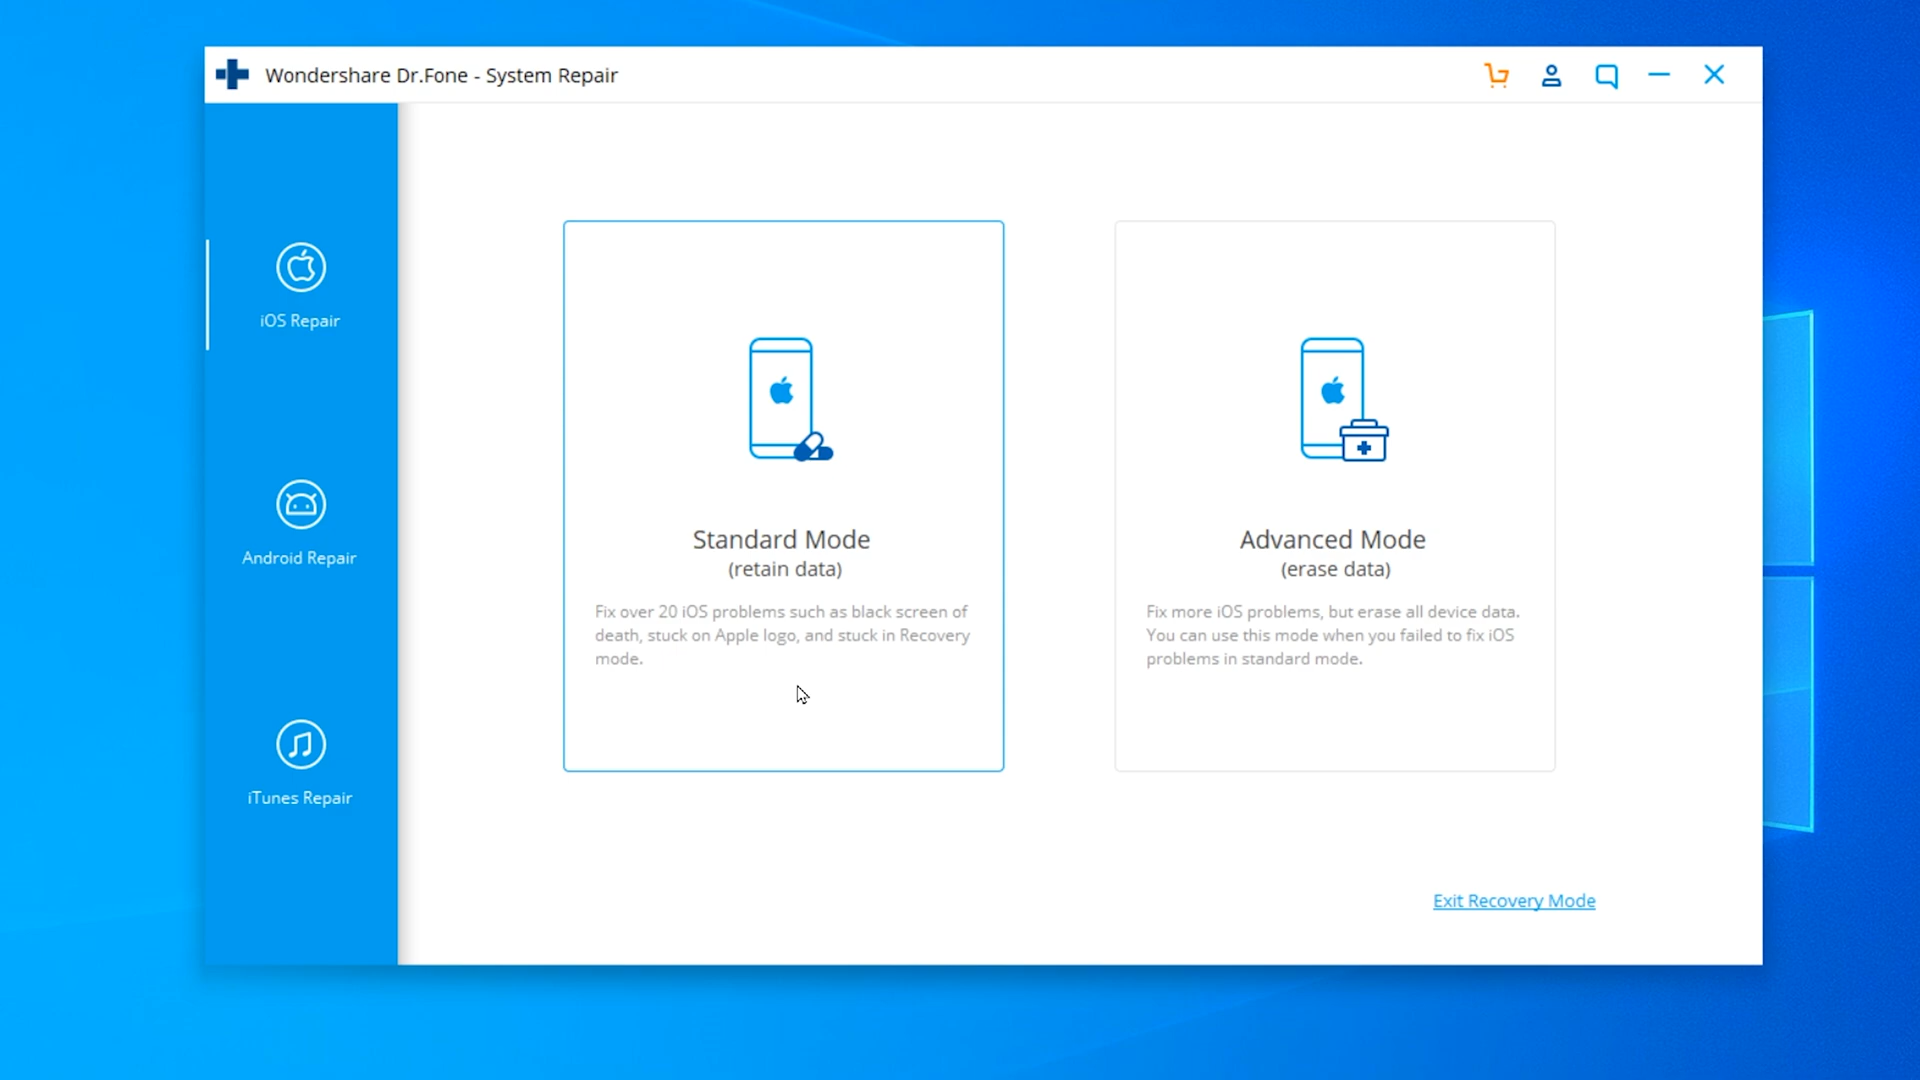 Wondershare Dr.Fone - System Repair
iOS Repair
Android Repair
iTunes Repair
Standard Mode
(retain data)
Fix over 20 iOS problems such as black screen of
death, stuck on Apple logo, and stuck in Recovery
mode.
Advanced Mode
(erase data)
Fix more iOS problems, but erase all device data.
You can use this mode when you failed to fix iOS
problems in standard mode.
Exit Recovery Mode